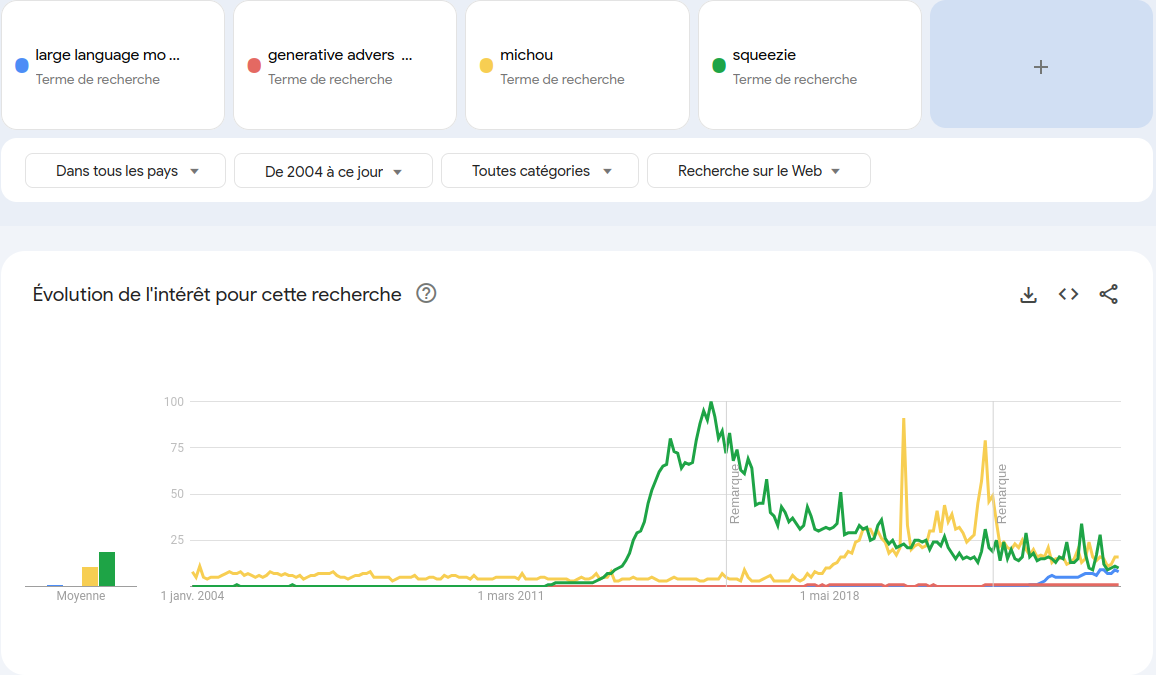 large language mo ...
Terme de recherche
generative advers ...
Terme de recherche
michou
Terme de recherche
squeezie
Terme de recherche
+
Dans tous les pays
De 2004 à ce jour
Toutes catégories
Recherche sur le Web
Évolution de l'intérêt pour cette recherche
?
100
75
50
25
Remarque
Remarque
Moyenne
1 janv. 2004
1 mars 2011
1 mai 2018